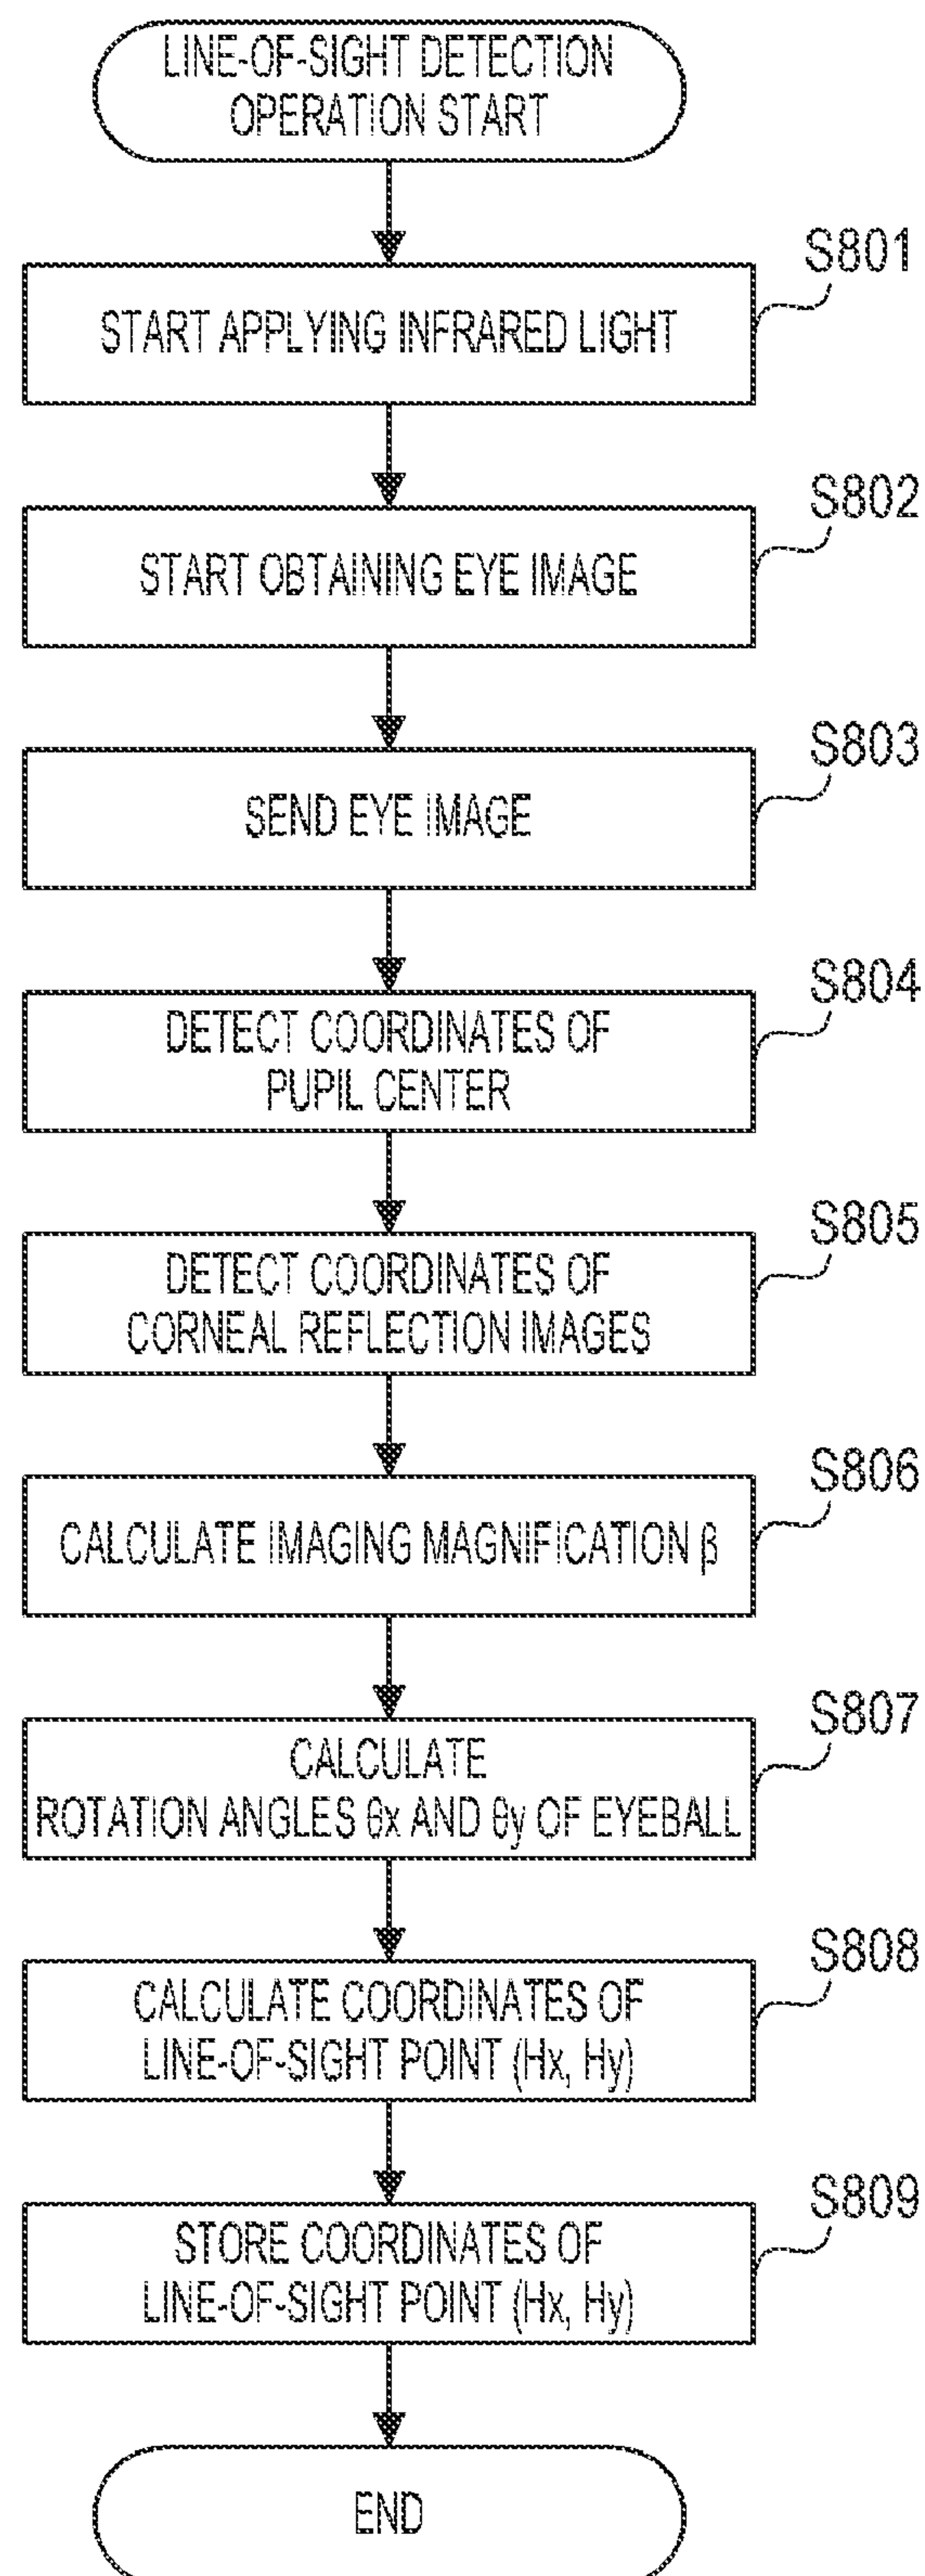 LINE-OF-SIGHT DETECTION
OPERATION START
S801
START APPLYING INFRARED LIGHT
S802
START OBTAINING EYE IMAGE
S803
SEND EYE IMAGE
S804
DETECT COORDINATES OF
PUPIL CENTER
S805
DETECT COORDINATES OF
CORNEAL REFLECTION IMAGES
S806
CALCULATE IMAGING MAGNIFICATION β
S807
CALCULATE
ROTATION ANGLES θx AND θy OF EYEBALL
S808
CALCULATE COORDINATES OF
LINE-OF-SIGHT POINT (Hx, Hy)
S809
STORE COORDINATES OF
LINE-OF-SIGHT POINT (Hx, Hy)
END